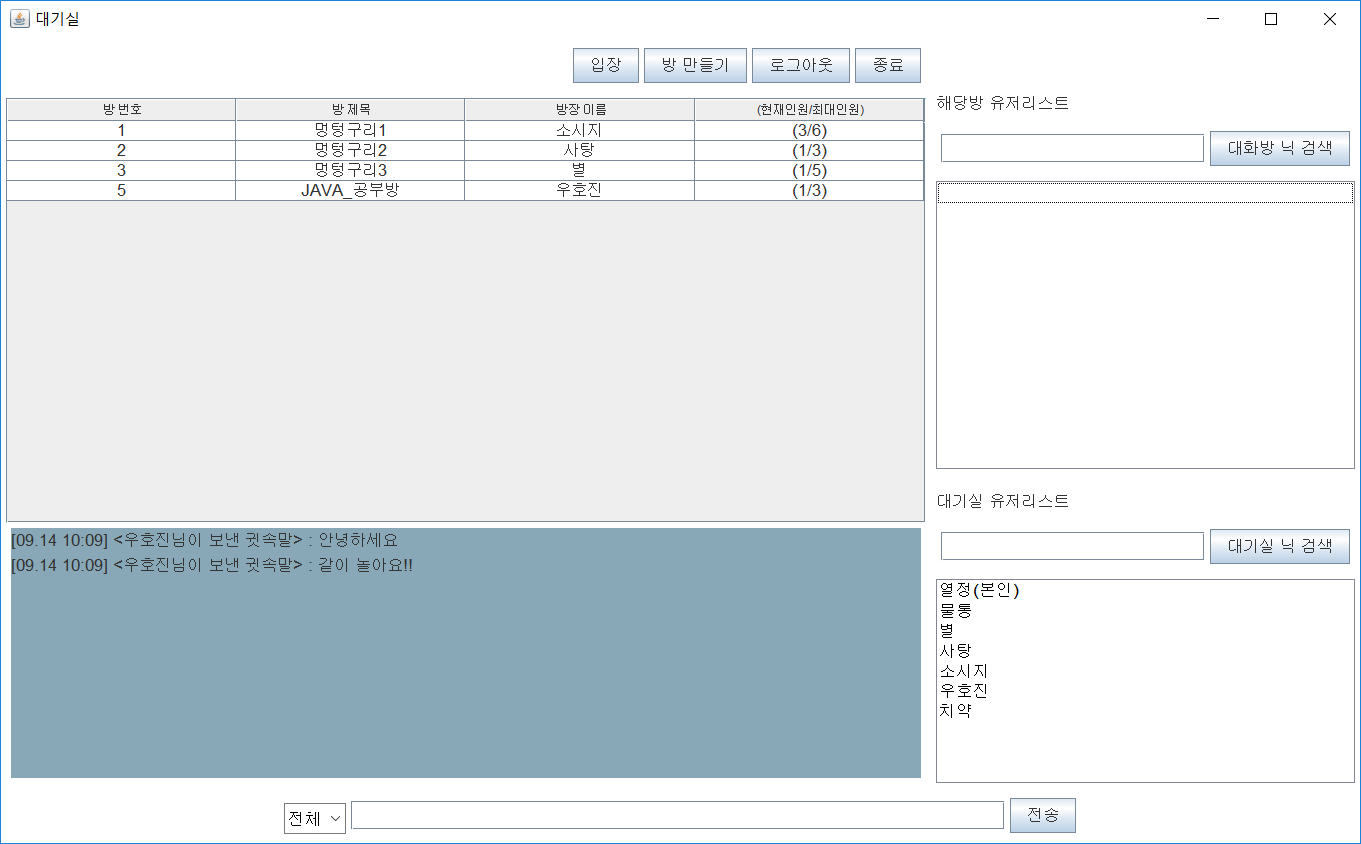 대기실
입장 방 만들기 로그아웃 종료
방 번호 방 제목 방장 이름 (현재인원/최대인원)
1 멍텅구리1 소시지 (3/6)
2 멍텅구리2 사탕 (1/3)
3 멍텅구리3 별 (1/5)
5 JAVA_공부방 우호진 (1/3)
해당방 유저리스트
대화방 닉 검색
[09.14 10:09] <우호진님이 보낸 귓속말> : 안녕하세요
[09.14 10:09] <우호진님이 보낸 귓속말> : 같이 놀아요!!
대기실 유저리스트
대기실 닉 검색
열정(본인)
물통
별
사탕
소시지
우호진
치약
전체 전송